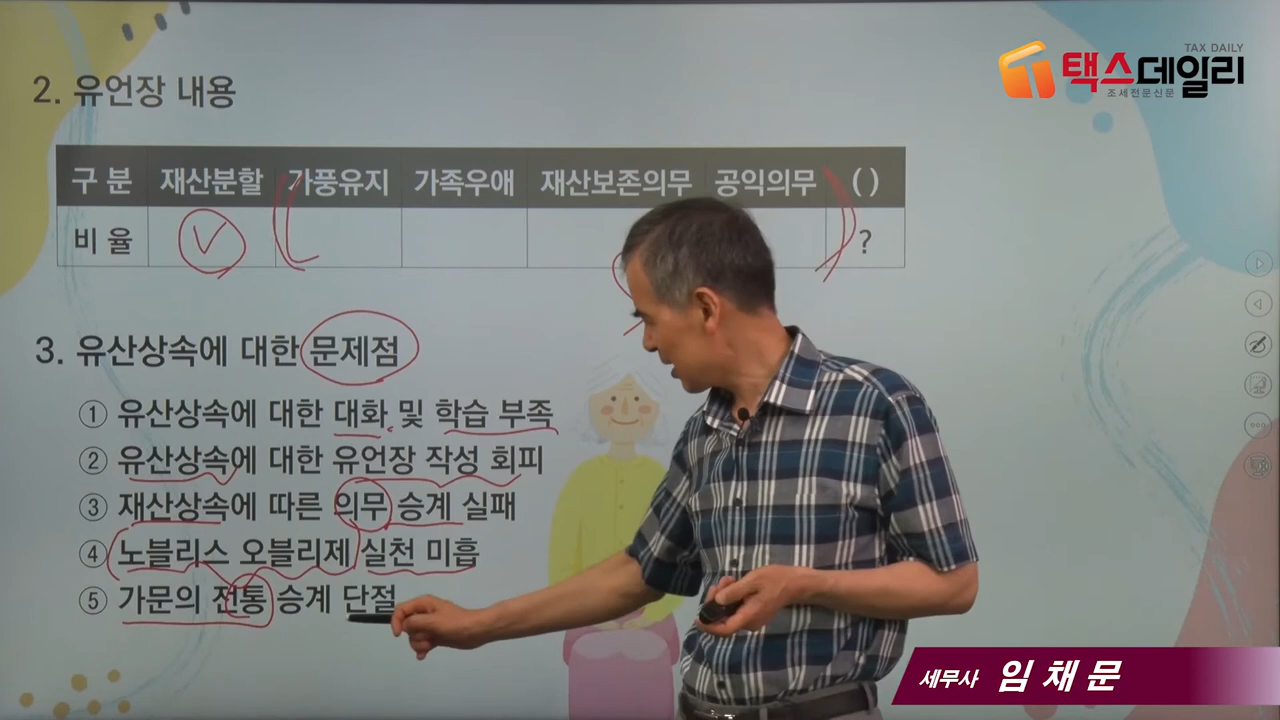 TAX DAILY
택스데일리
조세전문신문
2. 유언장 내용
구 분 재산분할 가풍유지 가족우애 재산보존의무 공익의무 ( )
비 율 ?
3. 유산상속에 대한 문제점
① 유산상속에 대한 대화 및 학습 부족
② 유산상속에 대한 유언장 작성 회피
③ 재산상속에 따른 의무 승계 실패
④ 노블리스 오블리제 실천 미흡
⑤ 가문의 전통 승계 단절
세무사 임채문